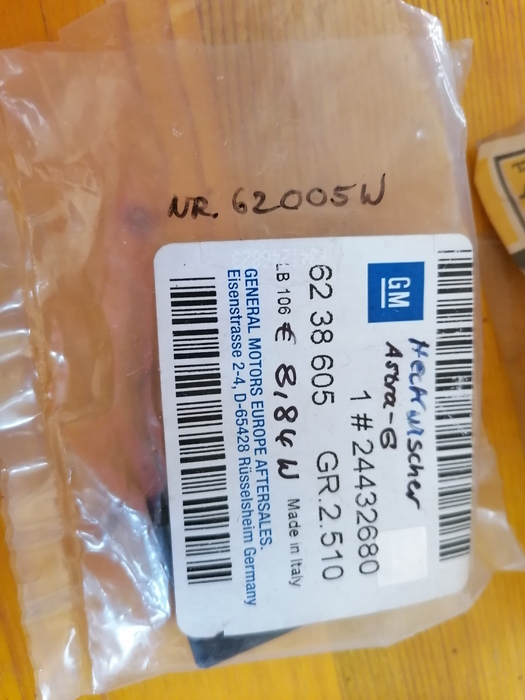 NR. 62005W
GM
Heckwischer
Astra-G
1 # 24432680
62 38 605 GR.2.510
LB 106 € 8,84 W Made in Italy
GENERAL MOTORS EUROPE AFTERSALES.
Eisenstrasse 2-4, D-65428 Rüsselsheim Germany